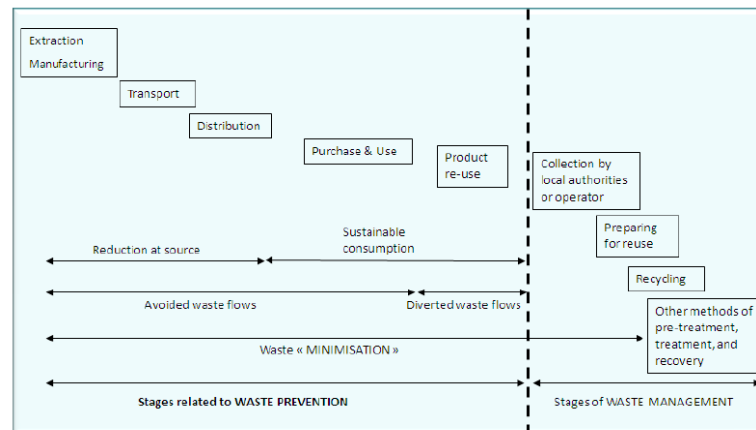 Extraction
Manufacturing
Transport
Distribution
Purchase & Use
Product
re-use
Collection by
local authorities
or operator
Preparing
for reuse
Recycling
Other methods of
pre-treatment,
treatment, and
recovery
Reduction at source
Sustainable
consumption
Avoided waste flows
Diverted waste flows
Waste « MINIMISATION »
Stages related to WASTE PREVENTION
Stages of WASTE MANAGEMENT